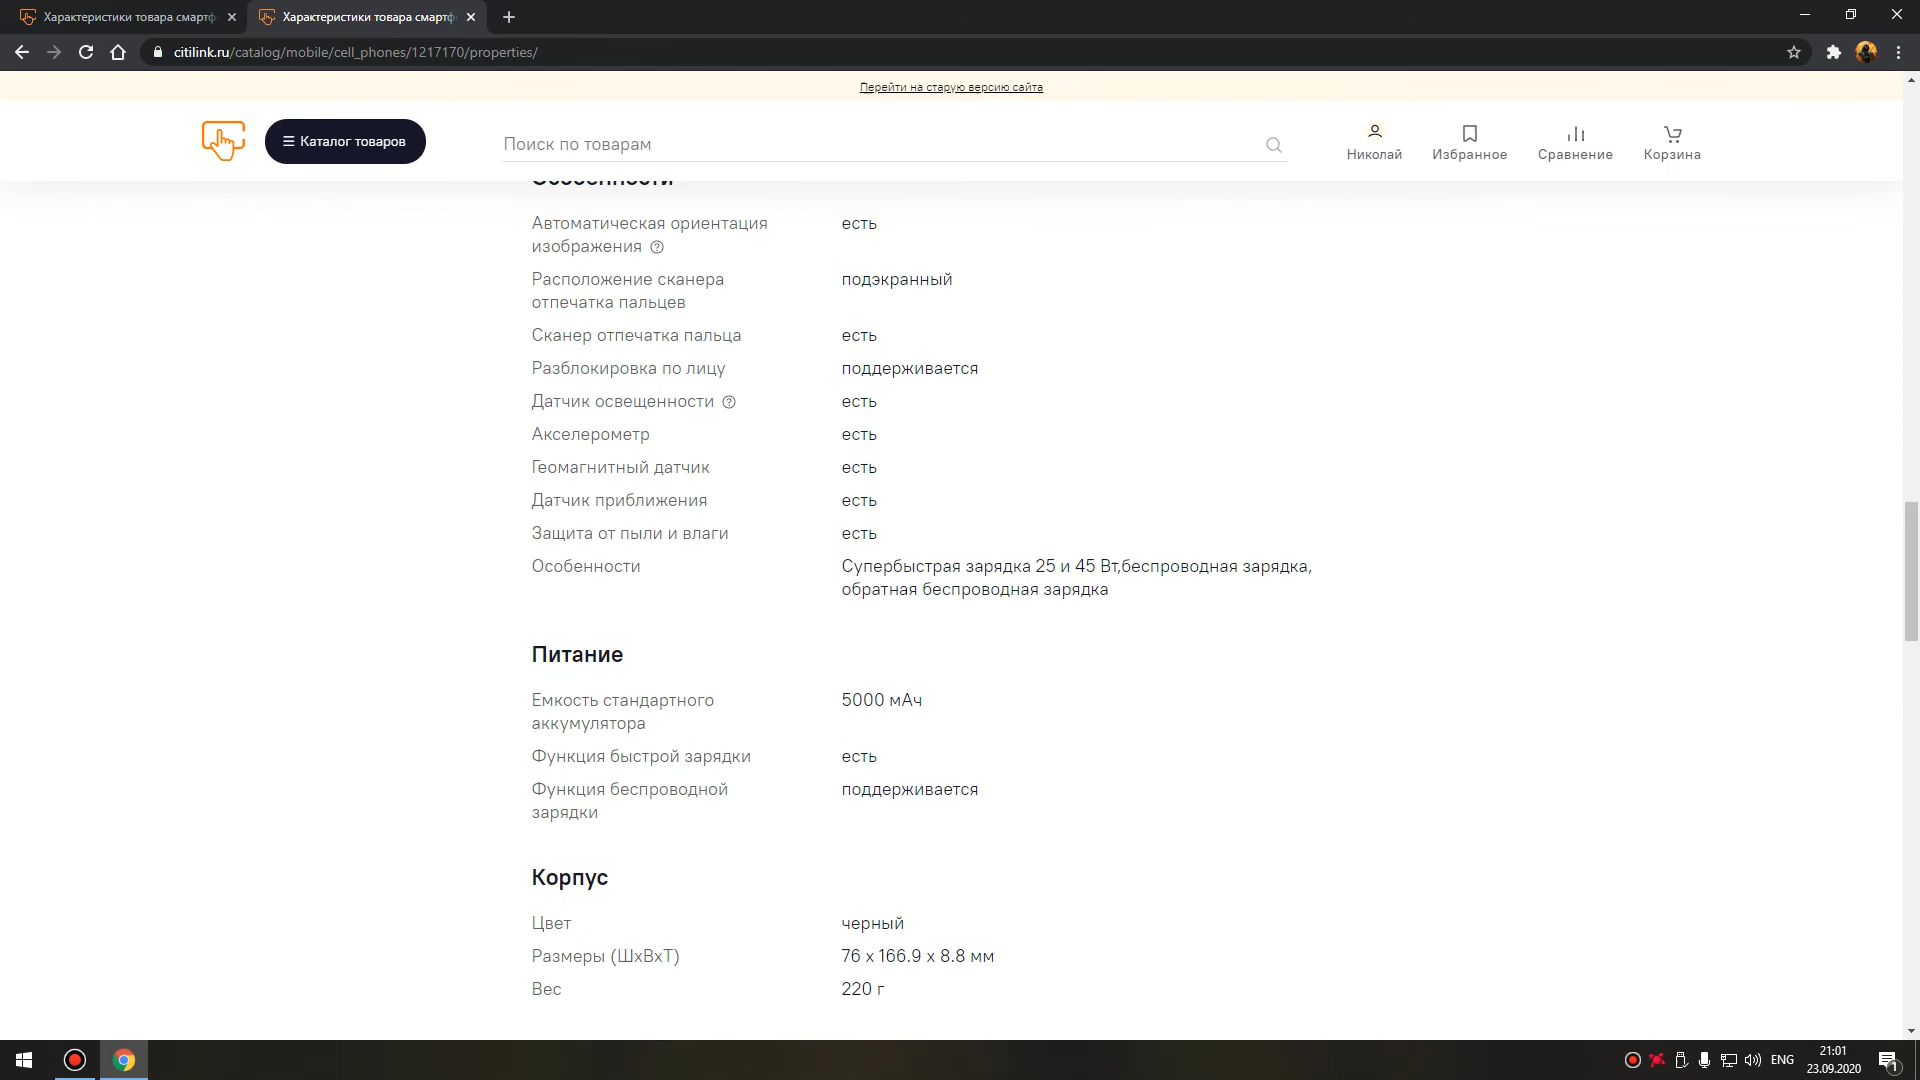 Характеристики товара смартф
Характеристики товара смартф
citilink.ru/catalog/mobile/cell_phones/1217170/properties/
Перейти на старую версию сайта
Каталог товаров
Поиск по товарам
Николай
Избранное
Сравнение
Корзина
Особенности
Автоматическая ориентация
изображения
есть
Расположение сканера
отпечатка пальцев
подэкранный
Сканер отпечатка пальца
есть
Разблокировка по лицу
поддерживается
Датчик освещенности
есть
Акселерометр
есть
Геомагнитный датчик
есть
Датчик приближения
есть
Защита от пыли и влаги
есть
Особенности
Супербыстрая зарядка 25 и 45 Вт,беспроводная зарядка,
обратная беспроводная зарядка
Питание
Емкость стандартного
аккумулятора
5000 мАч
Функция быстрой зарядки
есть
Функция беспроводной
зарядки
поддерживается
Корпус
Цвет
черный
Размеры (ШхВхТ)
76 x 166.9 x 8.8 мм
Вес
220 г
ENG
21:01
23.09.2020
1